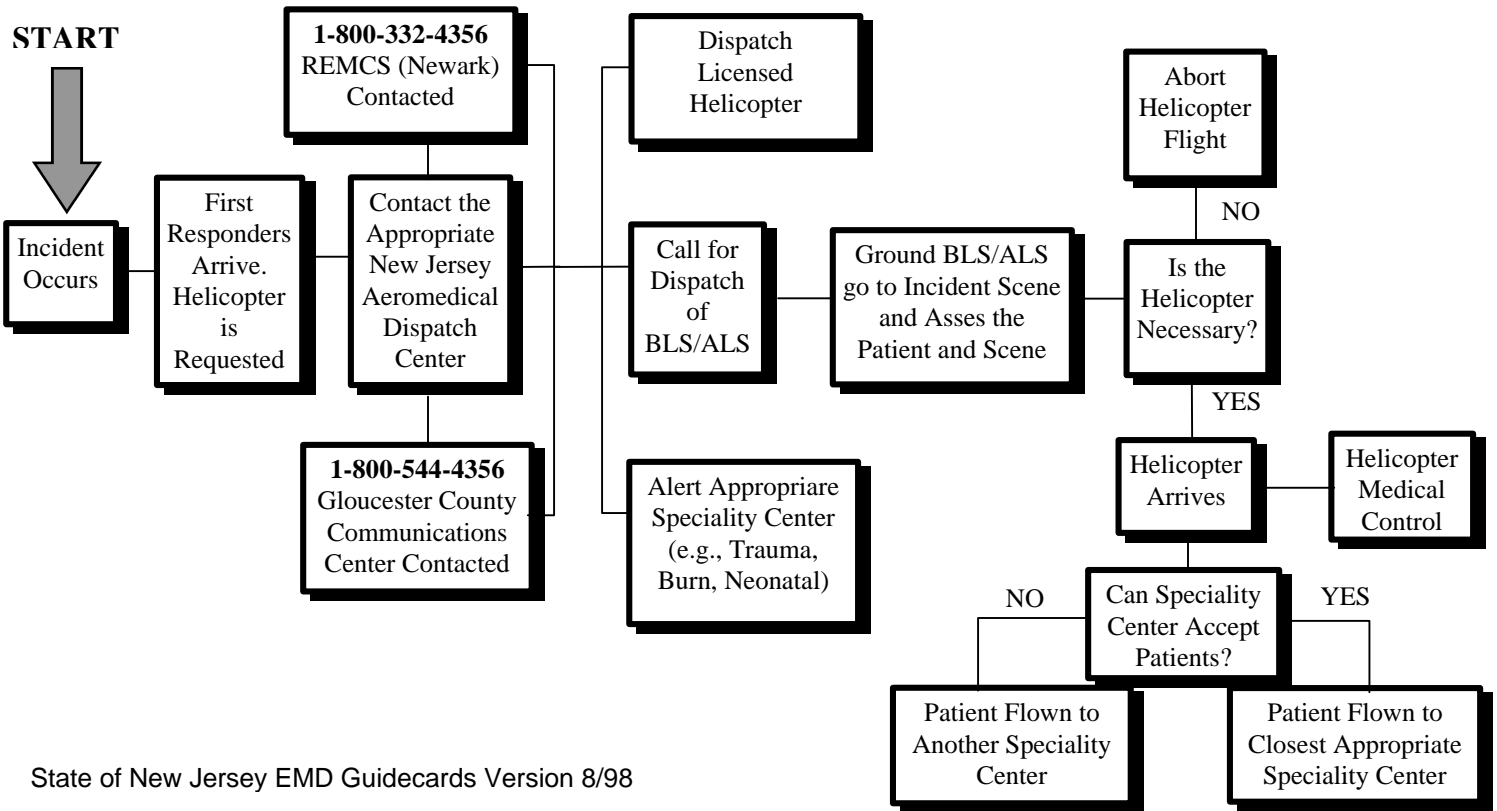 START
Incident
Occurs
First
Responders
Arrive.
Helicopter
is
Requested
1-800-332-4356
REMCS (Newark)
Contacted
Contact the
Appropriate
New Jersey
Aeromedical
Dispatch
Center
1-800-544-4356
Gloucester County
Communications
Center Contacted
Dispatch
Licensed
Helicopter
Call for
Dispatch
of
BLS/ALS
Alert Appropriare
Speciality Center
(e.g., Trauma,
Burn, Neonatal)
Ground BLS/ALS
go to Incident Scene
and Asses the
Patient and Scene
Abort
Helicopter
Flight
NO
Is the
Helicopter
Necessary?
YES
Helicopter
Arrives
Helicopter
Medical
Control
NO
Can Speciality
Center Accept
Patients?
YES
Patient Flown to
Another Speciality
Center
Patient Flown to
Closest Appropriate
Speciality Center
State of New Jersey EMD Guidecards Version 8/98